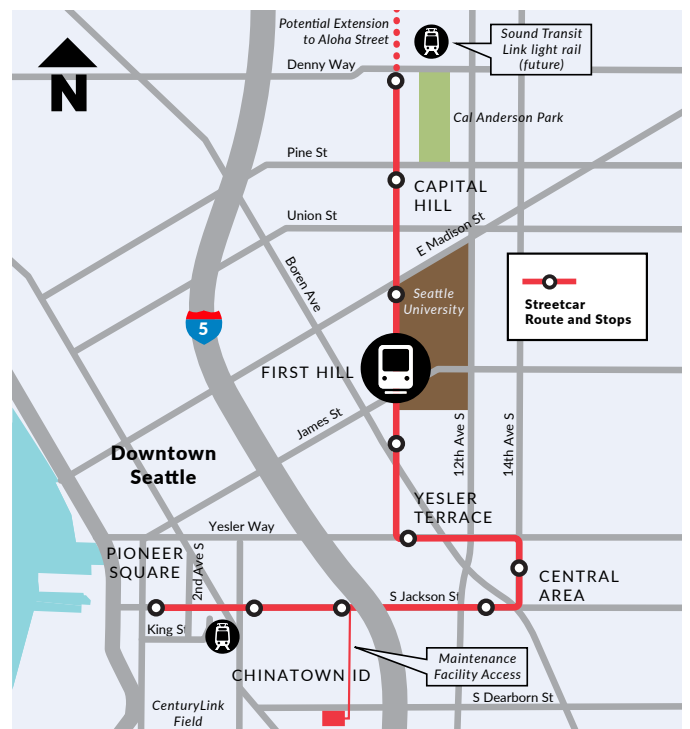 Potential Extension
to Aloha Street
Sound Transit
Link light rail
(future)
Denny Way
N
Cal Anderson Park
Pine St
CAPITAL
HILL
Union St
E Madison St
Boren Ave
Seattle
University
Streetcar
Route and Stops
5
FIRST HILL
James St
12th Ave S
14th Ave S
Downtown
Seattle
YESLER
TERRACE
Yesler Way
PIONEER
SQUARE
2nd Ave S
CENTRAL
AREA
S Jackson St
King St
CHINATOWN ID
Maintenance
Facility Access
S Dearborn St
CenturyLink
Field